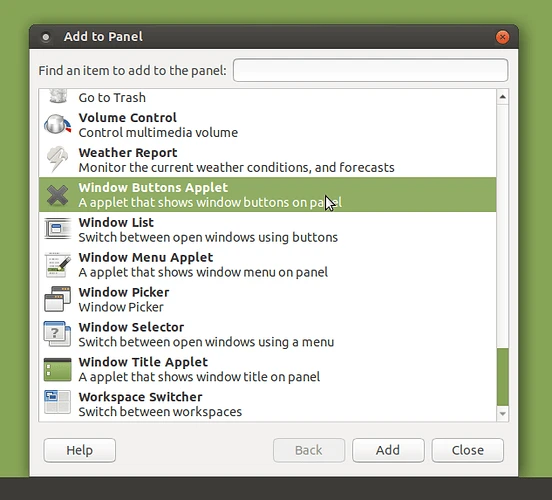 Add to Panel
Find an item to add to the panel:
Go to Trash
Volume Control
Control multimedia volume
Weather Report
Monitor the current weather conditions, and forecasts
Window Buttons Applet
A applet that shows window buttons on panel
Window List
Switch between open windows using buttons
Window Menu Applet
A applet that shows window menu on panel
Window Picker
Window Picker
Window Selector
Switch between open windows using a menu
Window Title Applet
A applet that shows window title on panel
Workspace Switcher
Switch between workspaces
Help
Back
Add
Close